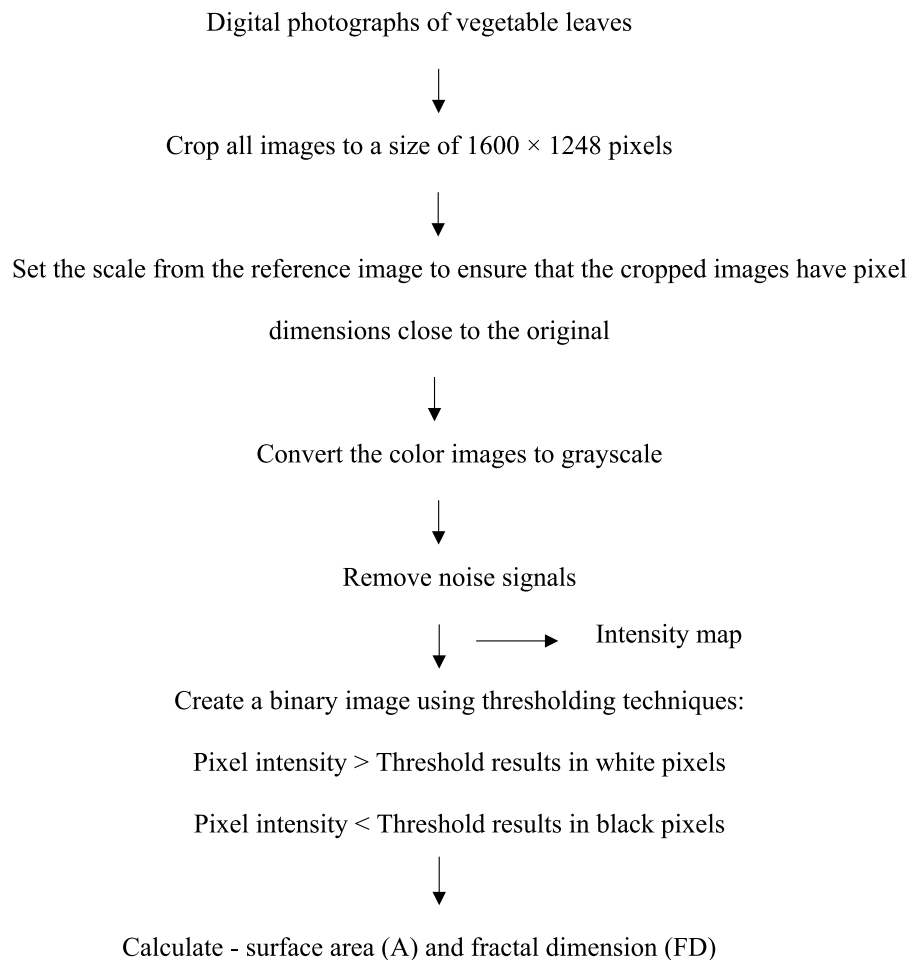 Digital photographs of vegetable leaves
Crop all images to a size of 1600 × 1248 pixels
Set the scale from the reference image to ensure that the cropped images have pixel
dimensions close to the original
Convert the color images to grayscale
Remove noise signals
Intensity map
Create a binary image using thresholding techniques:
Pixel intensity > Threshold results in white pixels
Pixel intensity < Threshold results in black pixels
Calculate - surface area (A) and fractal dimension (FD)